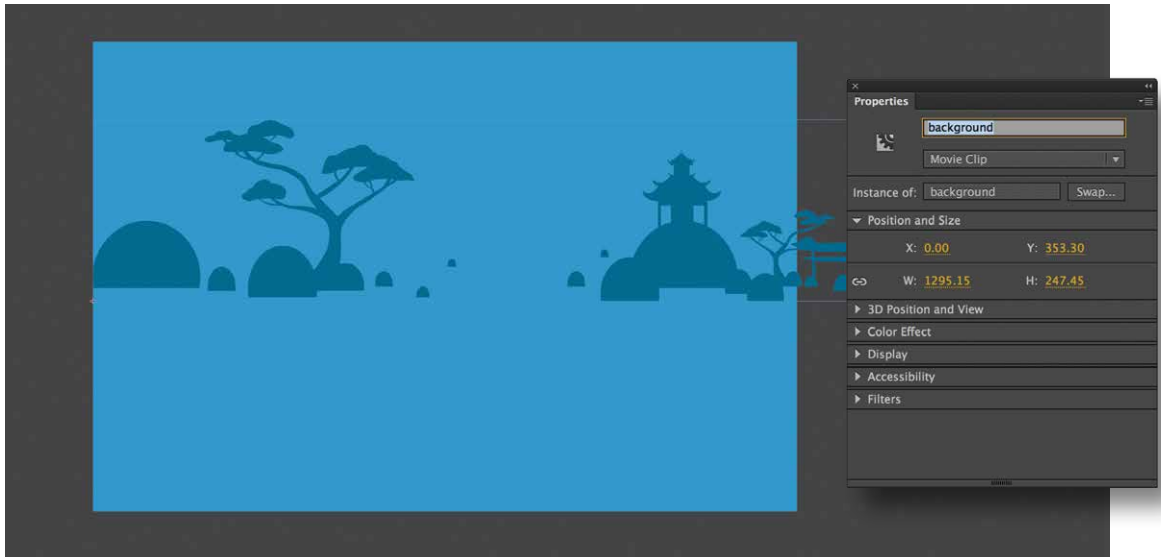 Properties
background
Movie Clip
Instance of: background Swap...
Position and Size
X: 0.00 Y: 353.30
W: 1295.15 H: 247.45
3D Position and View
Color Effect
Display
Accessibility
Filters